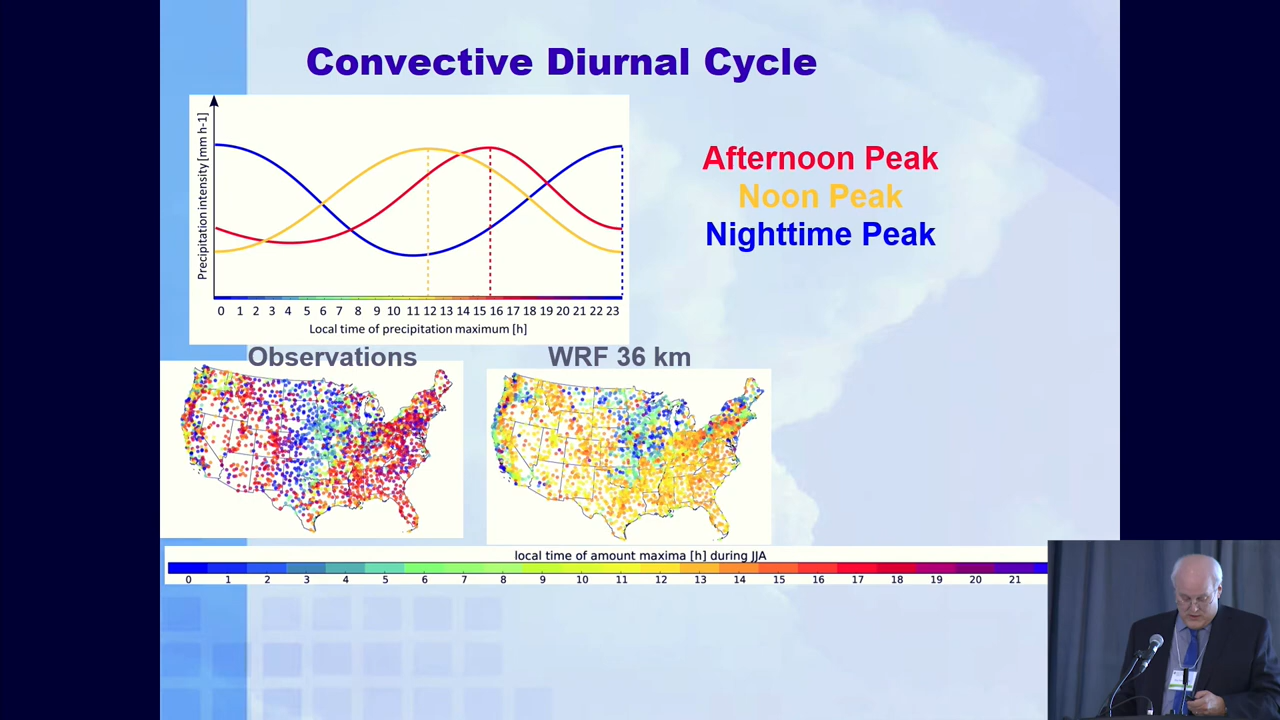 Convective Diurnal Cycle
Precipitation intensity [mm h-1]
0 1 2 3 4 5 6 7 8 9 10 11 12 13 14 15 16 17 18 19 20 21 22 23
Local time of precipitation maximum [h]
Afternoon Peak
Noon Peak
Nighttime Peak
Observations
WRF 36 km
local time of amount maxima [h] during JJA
0 1 2 3 4 5 6 7 8 9 10 11 12 13 14 15 16 17 18 19 20 21